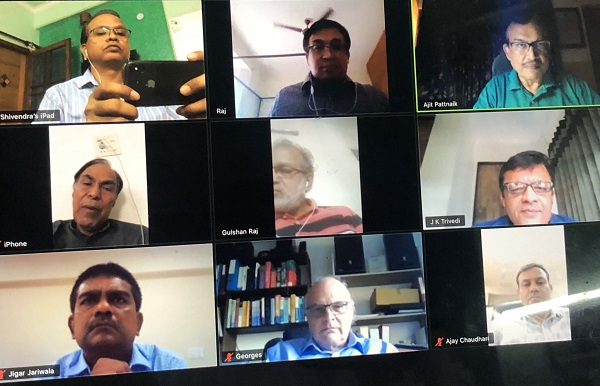 Shivendra's iPad
Raj
Ajit Pattnaik
iPhone
Gulshan Raj
J K Trivedi
Jigar Jariwala
Georges
Ajay Chaudhari